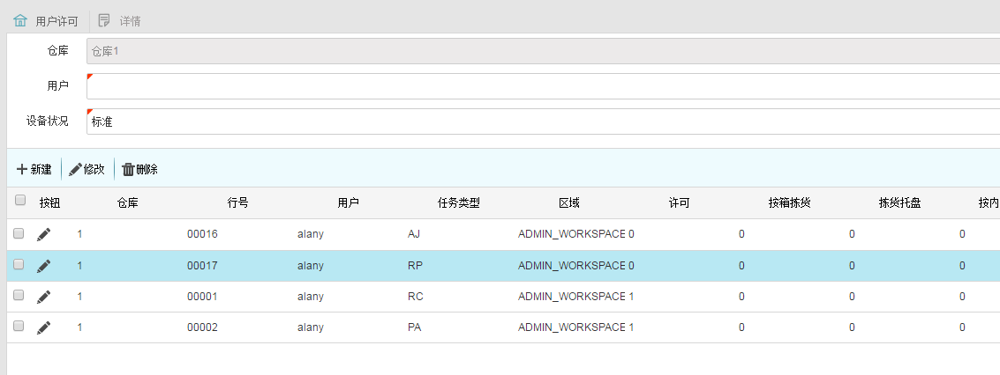 用户许可 详情
仓库 仓库1
用户
设备状况 标准
新建 修改 删除
按钮 仓库 行号 用户 任务类型 区域 许可 按箱拣货 拣货托盘 按内
1 00016 alany AJ ADMIN_WORKSPACE 0 0 0 0
1 00017 alany RP ADMIN_WORKSPACE 0 0 0 0
1 00001 alany RC ADMIN_WORKSPACE 1 0 0 0
1 00002 alany PA ADMIN_WORKSPACE 1 0 0 0